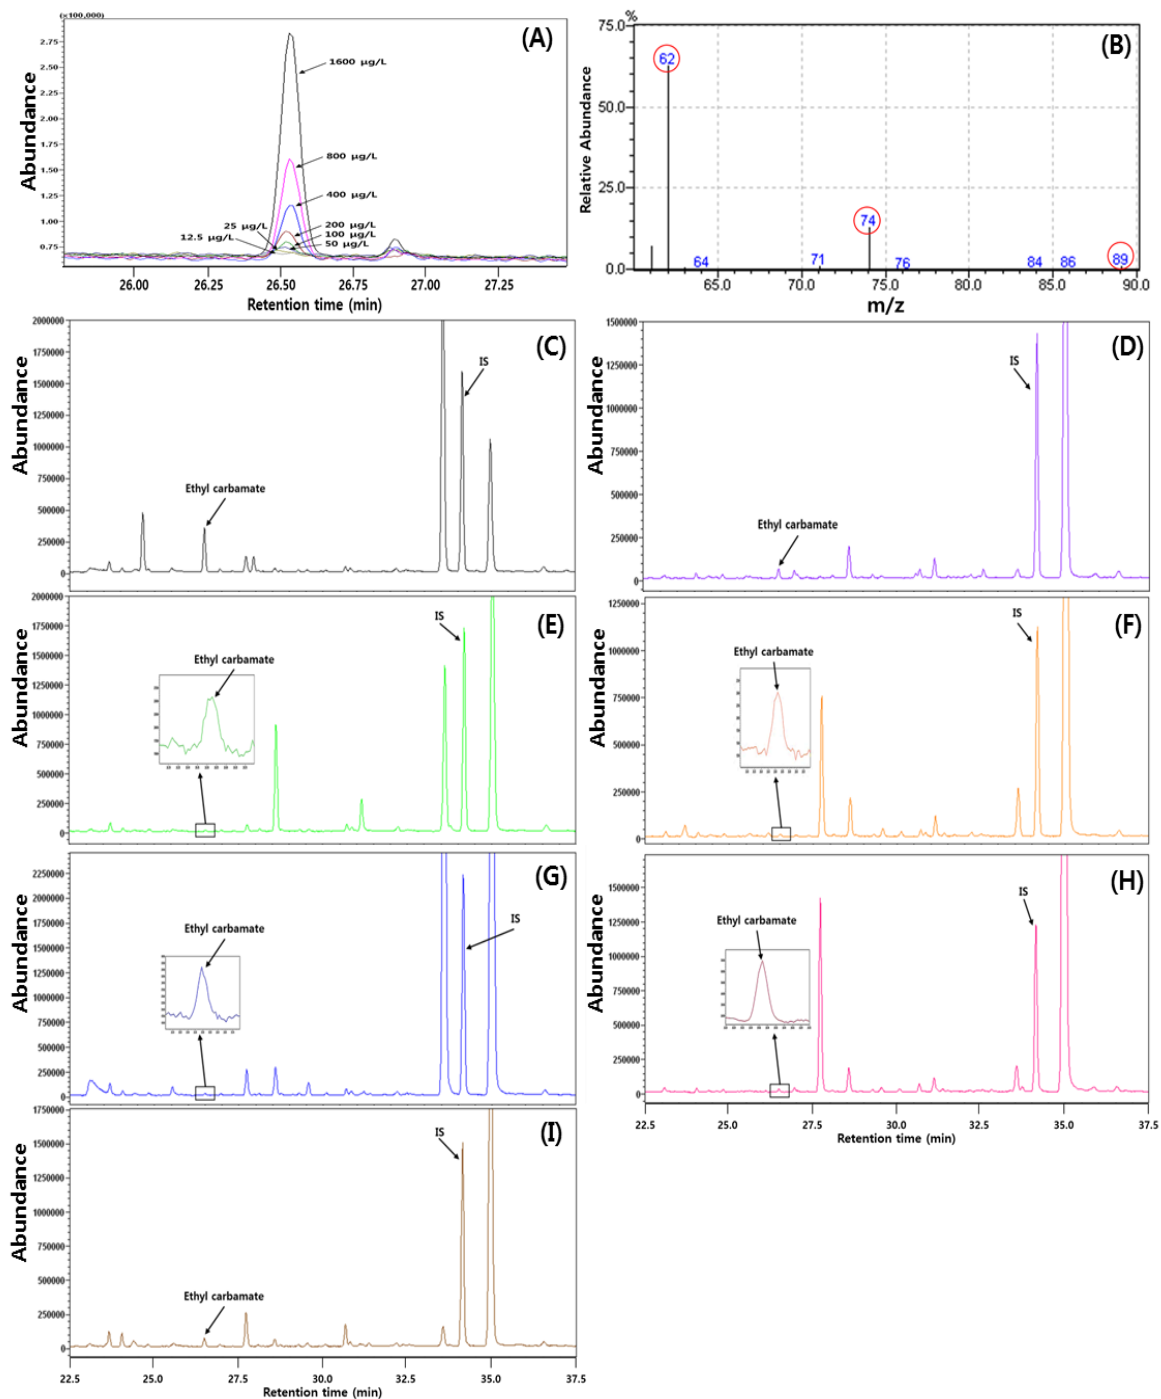 (×100,000)
(A)
Abundance
2.75
2.50
2.25
2.00
1.75
1.50
1.25
1.00
0.75
1600 µg/L
800 µg/L
400 µg/L
25 µg/L
200 µg/L
12.5 µg/L
100 µg/L
50 µg/L
26.00 26.25 26.50 26.75 27.00 27.25
Retention time (min)
%
(B)
Relative Abundance
75.0
50.0
25.0
0.0
62
74
64 71 76 84 86 89
65.0 70.0 75.0 80.0 85.0 90.0
m/z
(C)
Abundance
2000000
1750000
1500000
1250000
1000000
750000
500000
250000
0
IS
Ethyl carbamate
(D)
Abundance
1500000
1250000
1000000
750000
500000
250000
0
IS
Ethyl carbamate
(E)
Abundance
2000000
1750000
1500000
1250000
1000000
750000
500000
250000
0
IS
Ethyl carbamate
(F)
Abundance
1250000
1000000
750000
500000
250000
0
IS
Ethyl carbamate
(G)
Abundance
2250000
2000000
1750000
1500000
1250000
1000000
750000
500000
250000
0
IS
Ethyl carbamate
(H)
Abundance
1500000
1250000
1000000
750000
500000
250000
0
IS
Ethyl carbamate
22.5 25.0 27.5 30.0 32.5 35.0 37.5
Retention time (min)
(I)
Abundance
1750000
1500000
1250000
1000000
750000
500000
250000
0
IS
Ethyl carbamate
22.5 25.0 27.5 30.0 32.5 35.0 37.5
Retention time (min)